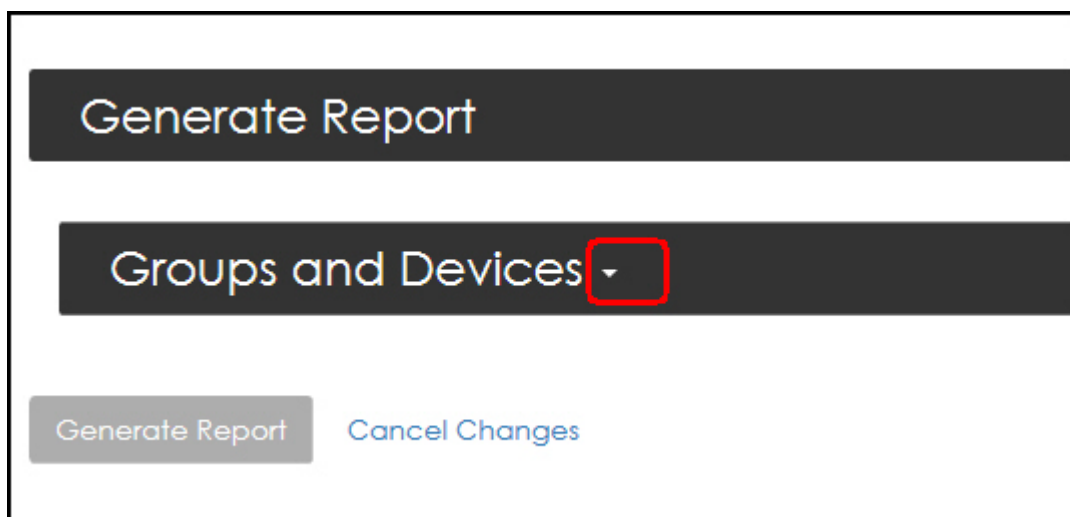 Generate Report
Groups and Devices
Generate Report Cancel Changes